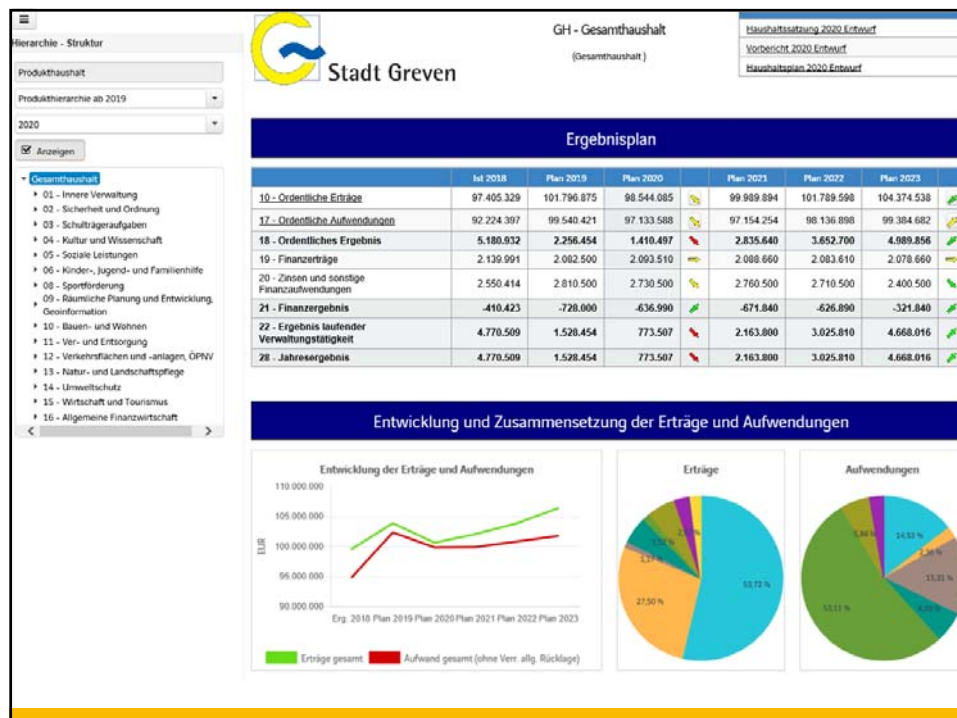 Hierarchie - Struktur
Produkthaushalt
Produkthierarchie ab 2019
2020
Anzeigen
Gesamthaushalt
01 - Innere Verwaltung
02 - Sicherheit und Ordnung
03 - Schulträgeraufgaben
04 - Kultur und Wissenschaft
05 - Soziale Leistungen
06 - Kinder-, Jugend- und Familienhilfe
08 - Sportförderung
09 - Räumliche Planung und Entwicklung,
Geoinformation
10 - Bauen- und Wohnen
11 - Ver- und Entsorgung
12 - Verkehrsflächen und -anlagen, ÖPNV
13 - Natur- und Landschaftspflege
14 - Umweltschutz
15 - Wirtschaft und Tourismus
16 - Allgemeine Finanzwirtschaft
Stadt Greven
GH - Gesamthaushalt
(Gesamthaushalt )
Haushaltssatzung 2020 Entwurf
Vorbericht 2020 Entwurf
Haushaltsplan 2020 Entwurf
Ergebnisplan
Ist 2018 Plan 2019 Plan 2020 Plan 2021 Plan 2022 Plan 2023
10 - Ordentliche Erträge 97.405.329 101.796.875 98.544.085 99.989.894 101.789.598 104.374.538
17 - Ordentliche Aufwendungen 92.224.397 99.540.421 97.133.588 97.154.254 98.136.898 99.384.682
18 - Ordentliches Ergebnis 5.180.932 2.256.454 1.410.497 2.835.640 3.652.700 4.989.856
19 - Finanzerträge 2.139.991 2.082.500 2.093.510 2.088.660 2.083.610 2.078.660
20 - Zinsen und sonstige
Finanzaufwendungen 2.550.414 2.810.500 2.730.500 2.760.500 2.710.500 2.400.500
21 - Finanzergebnis -410.423 -728.000 -636.990 -671.840 -626.890 -321.840
22 - Ergebnis laufender
Verwaltungstätigkeit 4.770.509 1.528.454 773.507 2.163.800 3.025.810 4.668.016
28 - Jahresergebnis 4.770.509 1.528.454 773.507 2.163.800 3.025.810 4.668.016
Entwicklung und Zusammensetzung der Erträge und Aufwendungen
Entwicklung der Erträge und Aufwendungen
110.000.000
105.000.000
100.000.000
95.000.000
90.000.000
EUR
Erg. 2018 Plan 2019 Plan 2020 Plan 2021 Plan 2022 Plan 2023
Erträge gesamt Aufwand gesamt (ohne Verr. allg. Rücklage)
Erträge
53,72 %
27,50 %
Aufwendungen
14,53 %
53,11 %